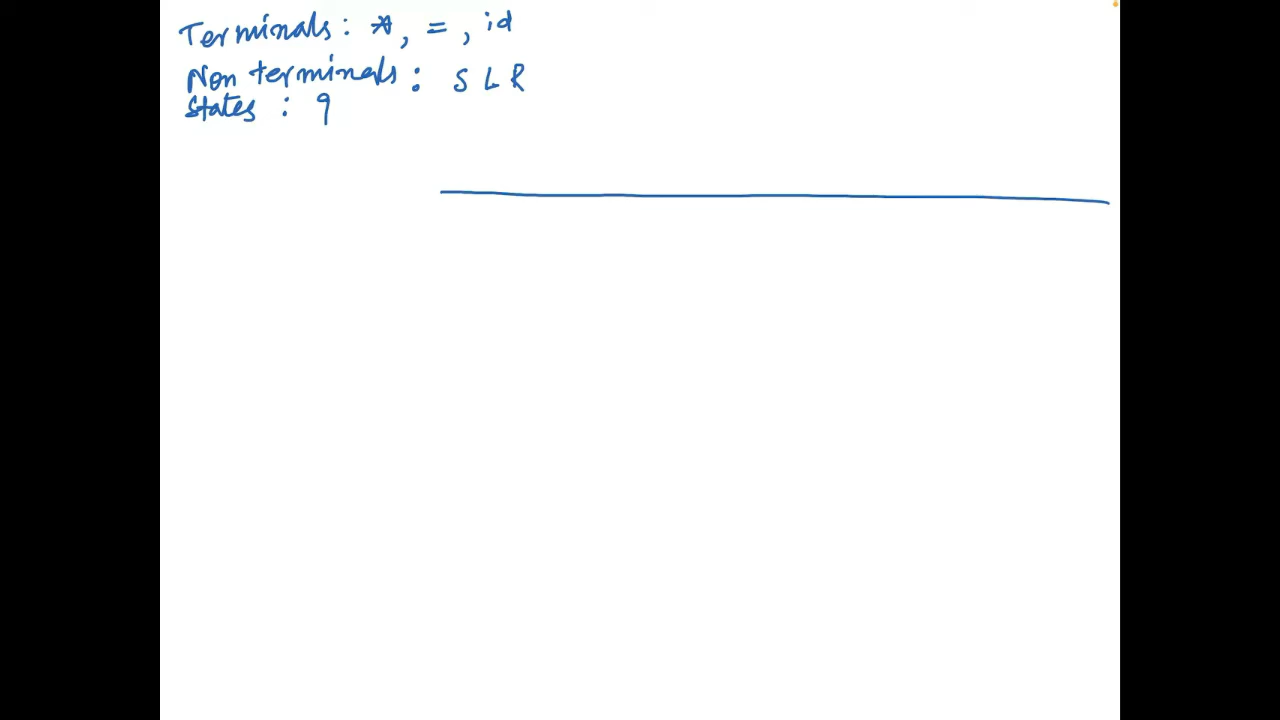 Terminals: *, =, id
Non terminals: S L R
States: 9